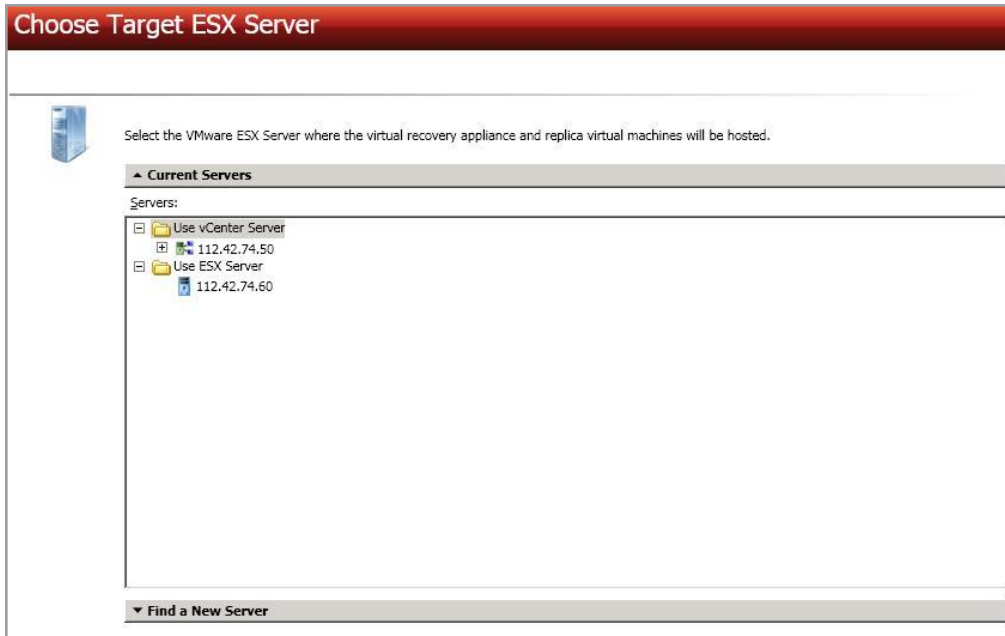 Choose Target ESX Server
Select the VMware ESX Server where the virtual recovery appliance and replica virtual machines will be hosted.
Current Servers
Servers:
Use vCenter Server
112.42.74.50
Use ESX Server
112.42.74.60
Find a New Server